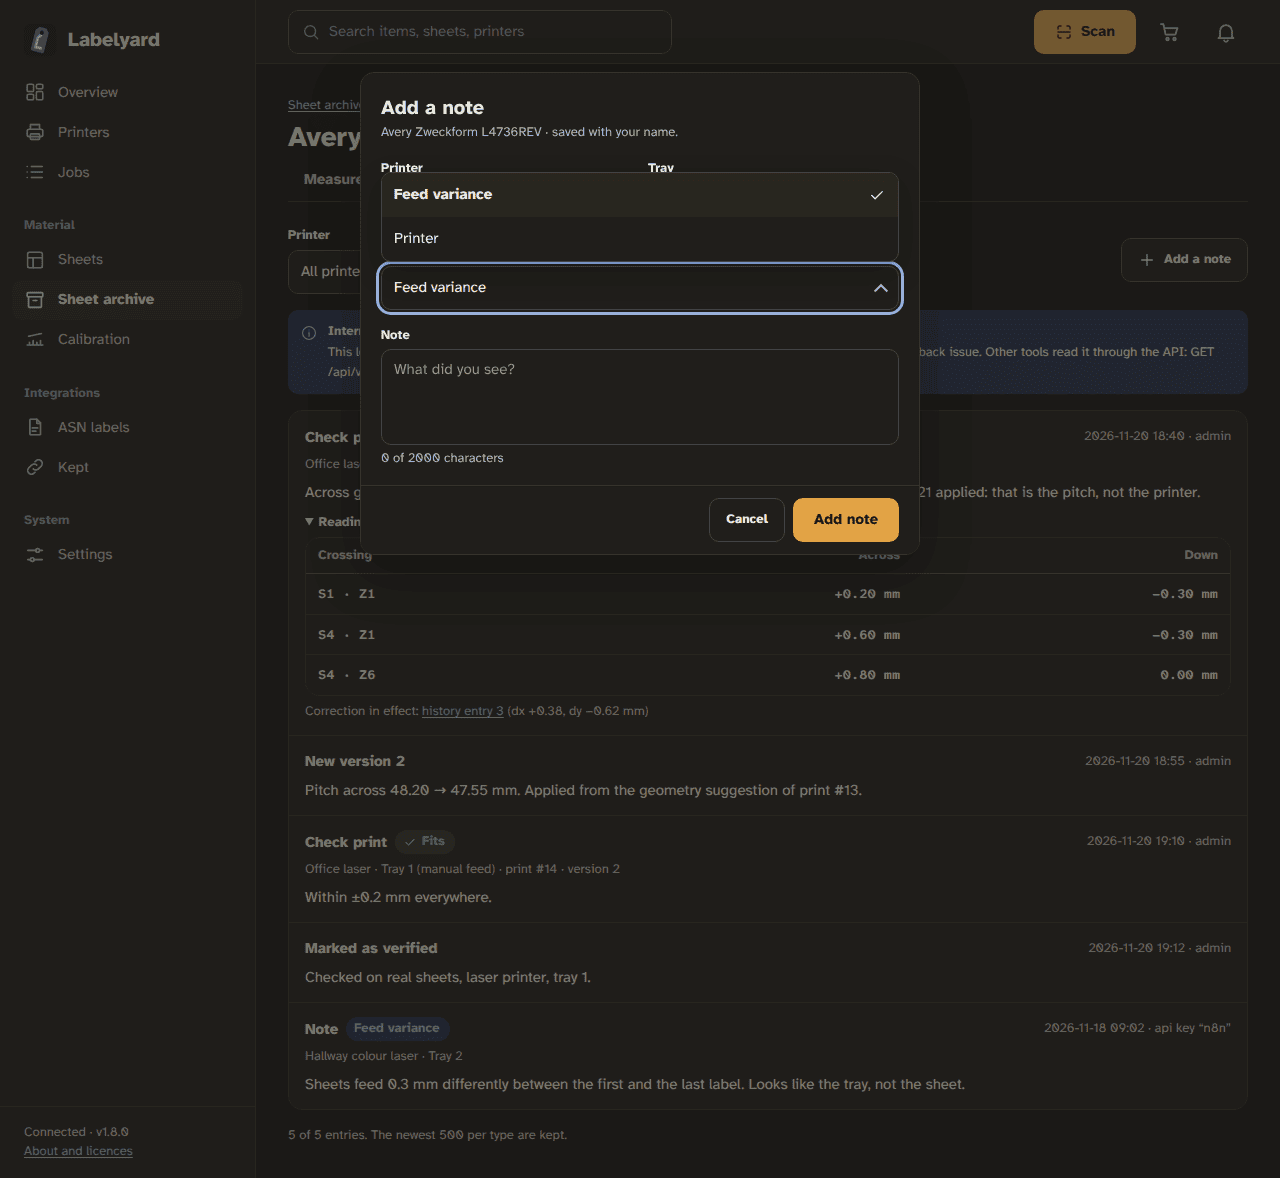 Labelyard
Search items, sheets, printers
Scan
Overview
Printers
Jobs
Material
Sheets
Sheet archive
Calibration
Integrations
ASN labels
Kept
System
Settings
Connected · v1.8.0
About and licences
Sheet archive
Avery
Measure
Printer
All printe
Add a note
This l
back issue. Other tools read it through the API: GET
/api/v
Add a note
Avery Zweckform L4736REV · saved with your name.
Printer
Tray
Feed variance
Printer
Feed variance
Note
What did you see?
0 of 2000 characters
Cancel
Add note
Check p
2026-11-20 18:40 · admin
Office las
Across g
21 applied: that is the pitch, not the printer.
Readin
Crossing
Across
Down
S1 · Z1
+0.20 mm
−0.30 mm
S4 · Z1
+0.60 mm
−0.30 mm
S4 · Z6
+0.80 mm
0.00 mm
Correction in effect: history entry 3 (dx +0.38, dy −0.62 mm)
New version 2
2026-11-20 18:55 · admin
Pitch across 48.20 → 47.55 mm. Applied from the geometry suggestion of print #13.
Check print
Fits
2026-11-20 19:10 · admin
Office laser · Tray 1 (manual feed) · print #14 · version 2
Within ±0.2 mm everywhere.
Marked as verified
2026-11-20 19:12 · admin
Checked on real sheets, laser printer, tray 1.
Note
Feed variance
2026-11-18 09:02 · api key “n8n”
Hallway colour laser · Tray 2
Sheets feed 0.3 mm differently between the first and the last label. Looks like the tray, not the sheet.
5 of 5 entries. The newest 500 per type are kept.